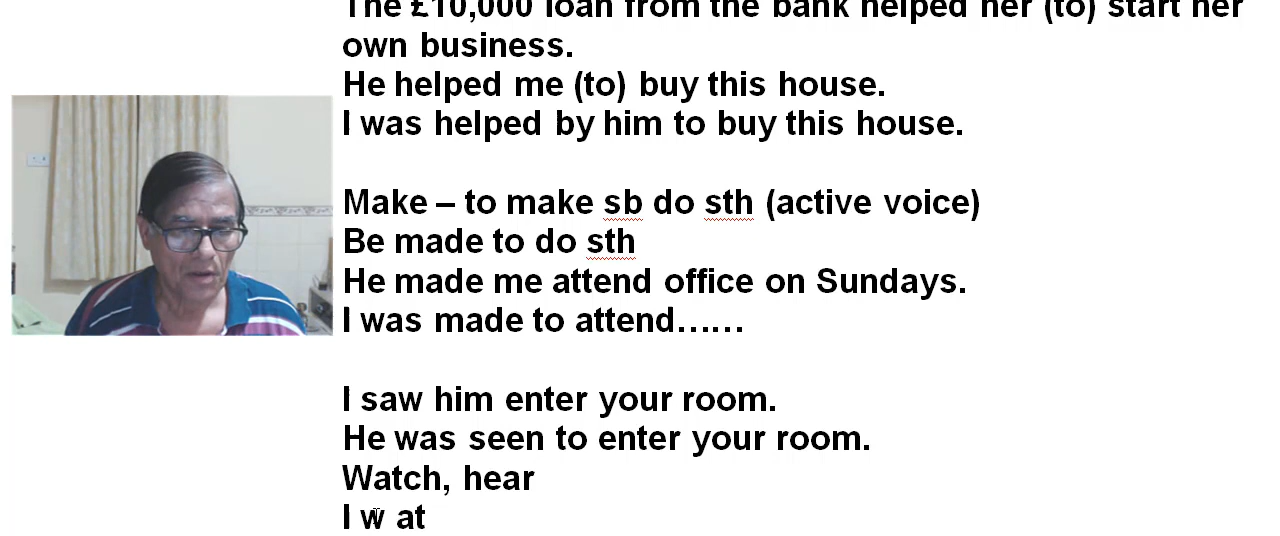 The £10,000 loan from the bank helped her (to) start her
own business.
He helped me (to) buy this house.
I was helped by him to buy this house.
Make – to make sb do sth (active voice)
Be made to do sth
He made me attend office on Sundays.
I was made to attend……
I saw him enter your room.
He was seen to enter your room.
Watch, hear
I w at